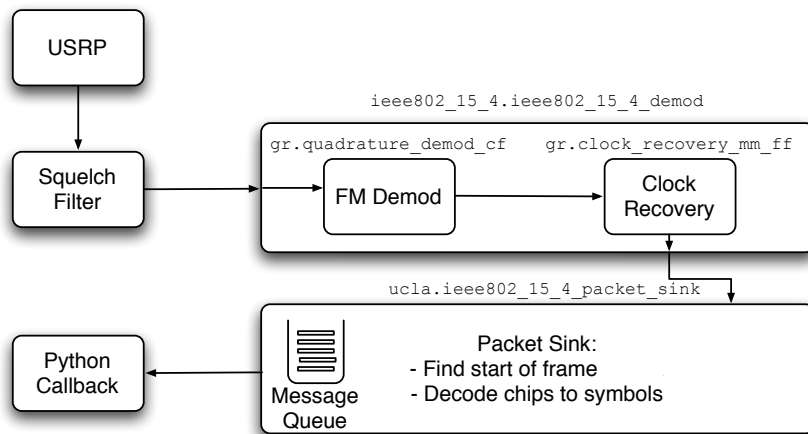 USRP
ieee802_15_4.ieee802_15_4_demod
gr.quadrature_demod_cf
gr.clock_recovery_mm_ff
Squelch
Filter
FM Demod
Clock
Recovery
ucla.ieee802_15_4_packet_sink
Python
Callback
Message
Queue
Packet Sink:
- Find start of frame
- Decode chips to symbols